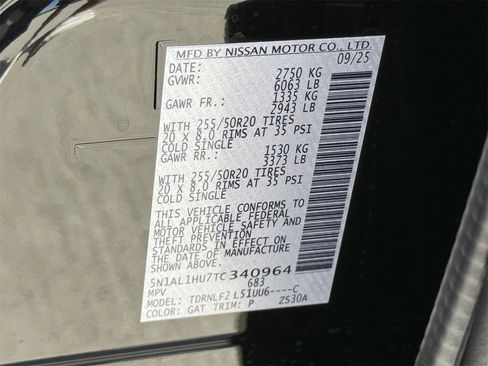 MFD BY NISSAN MOTOR CO., LTD.
DATE: 09/25
GVWR: 2750 KG
6063 LB
GAWR FR.: 1335 KG
2943 LB
WITH 255/50R20 TIRES
20 X 8.0 RIMS AT 35 PSI
COLD SINGLE
GAWR RR.: 1530 KG
3373 LB
WITH 255/50R20 TIRES
20 X 8.0 RIMS AT 35 PSI
COLD SINGLE
THIS VEHICLE CONFORMS TO
ALL APPLICABLE FEDERAL
MOTOR VEHICLE SAFETY AND
THEFT PREVENTION
STANDARDS IN EFFECT ON
THE DATE OF MANUFACTURE
SHOWN ABOVE.
5N1AL1HU7TC340964
MPV 683
MODEL: TDRNLF2 L51UU6----C
COLOR: GAT TRIM: P ZS30A